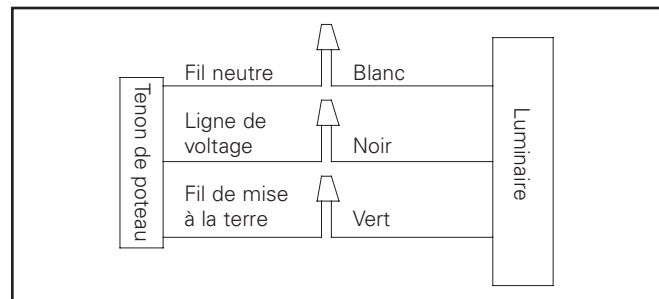 Fil neutre
Blanc
Ligne de
voltage
Noir
Fil de mise
à la terre
Vert
Tenon de poteau
Luminaire